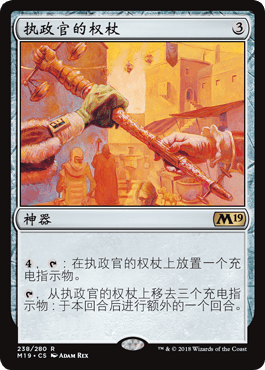 执政官的权杖 3
神器 M19
4，T：在执政官的权杖上放置一个充
电指示物。
T，从执政官的权杖上移去三个充电指
示物：于本回合后进行额外的一个回合。
238/280 R
M19 • CS ADAM REX
™ & © 2018 Wizards of the Coast